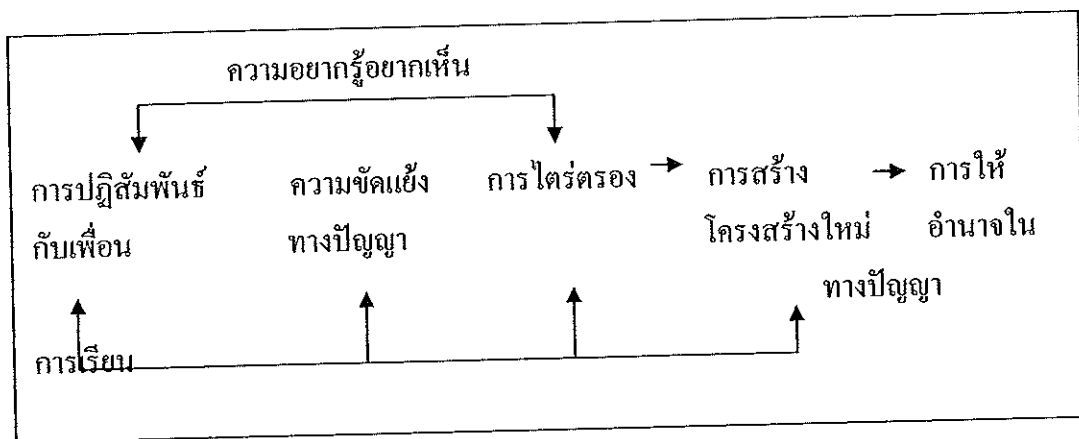 ความอยากรู้อยากเห็น
การปฏิสัมพันธ์ ความขัดแย้ง การไตร่ตรอง การสร้าง การให้
กับเพื่อน ทางปัญญา โครงสร้างใหม่ อำนาจใน
ทางปัญญา
การเรียน